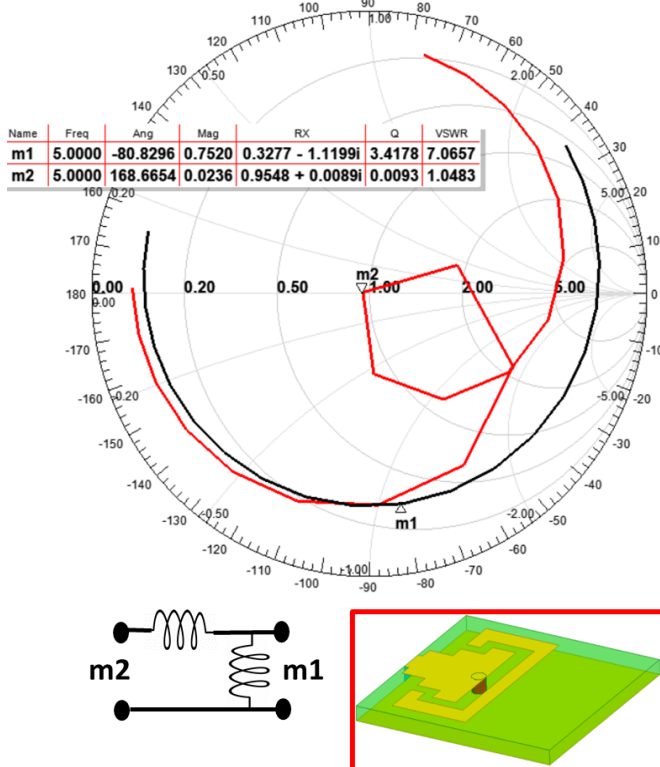 90
100 80
110 1.00 70
120 60
130 0.50 2.00 50
140 40
Name Freq Ang Mag RX Q VSWR
m1 5.0000 -80.8296 0.7520 0.3277 - 1.1199i 3.4178 7.0657
m2 5.0000 168.6654 0.0236 0.9548 + 0.0089i 0.0093 1.0483
30
160 0.20 5.00 20
170 10
m2
180 0.00 0.20 0.50 1.00 2.00 5.00 0
0.00
-170 -10
-160 -0.20 -5.00 -20
-150 -30
-140 -40
-130 -0.50 m1 -2.00 -50
-120 -60
-110 -1.00 -70
-100 -90 80
m2 m1